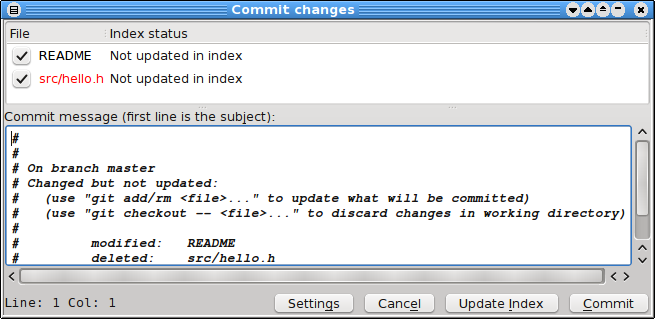 Commit changes
File Index status
README Not updated in index
src/hello.h Not updated in index
Commit message (first line is the subject):
#
#
# On branch master
# Changed but not updated:
#   (use "git add/rm <file>..." to update what will be committed)
#   (use "git checkout -- <file>..." to discard changes in working directory)
#
#       modified:   README
#       deleted:    src/hello.h
Line: 1 Col: 1 Settings Cancel Update Index Commit